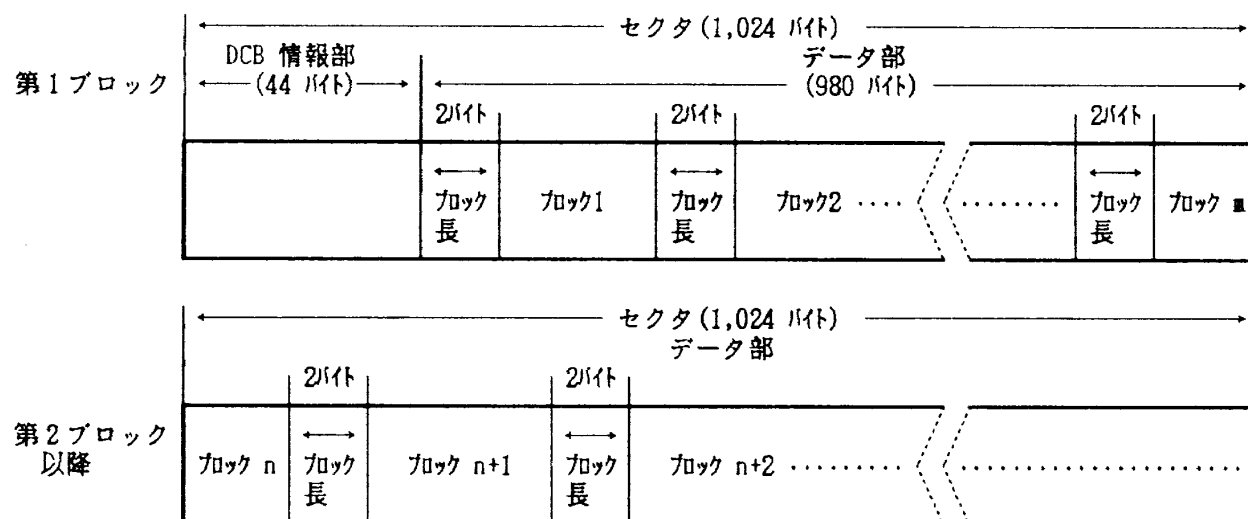 セクタ(1,024 バイト)
DCB 情報部
データ部
第1ブロック
(44 バイト)
(980 バイト)
2バイト
2バイト
2バイト
ブロック
長
ブロック1
ブロック
長
ブロック2 ‥‥
‥‥‥‥
ブロック
長
ブロック m
セクタ(1,024 バイト)
データ部
2バイト
2バイト
第2ブロック
以降
ブロック n
ブロック
長
ブロック n+1
ブロック
長
ブロック n+2 ‥‥‥‥
‥‥‥‥‥‥‥‥